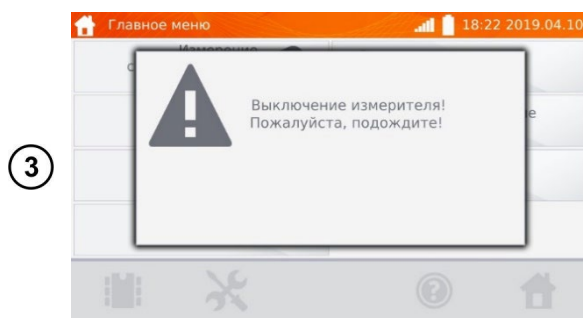 Главное меню
18:22 2019.04.10
Выключение измерителя!
Пожалуйста, подождите!
3